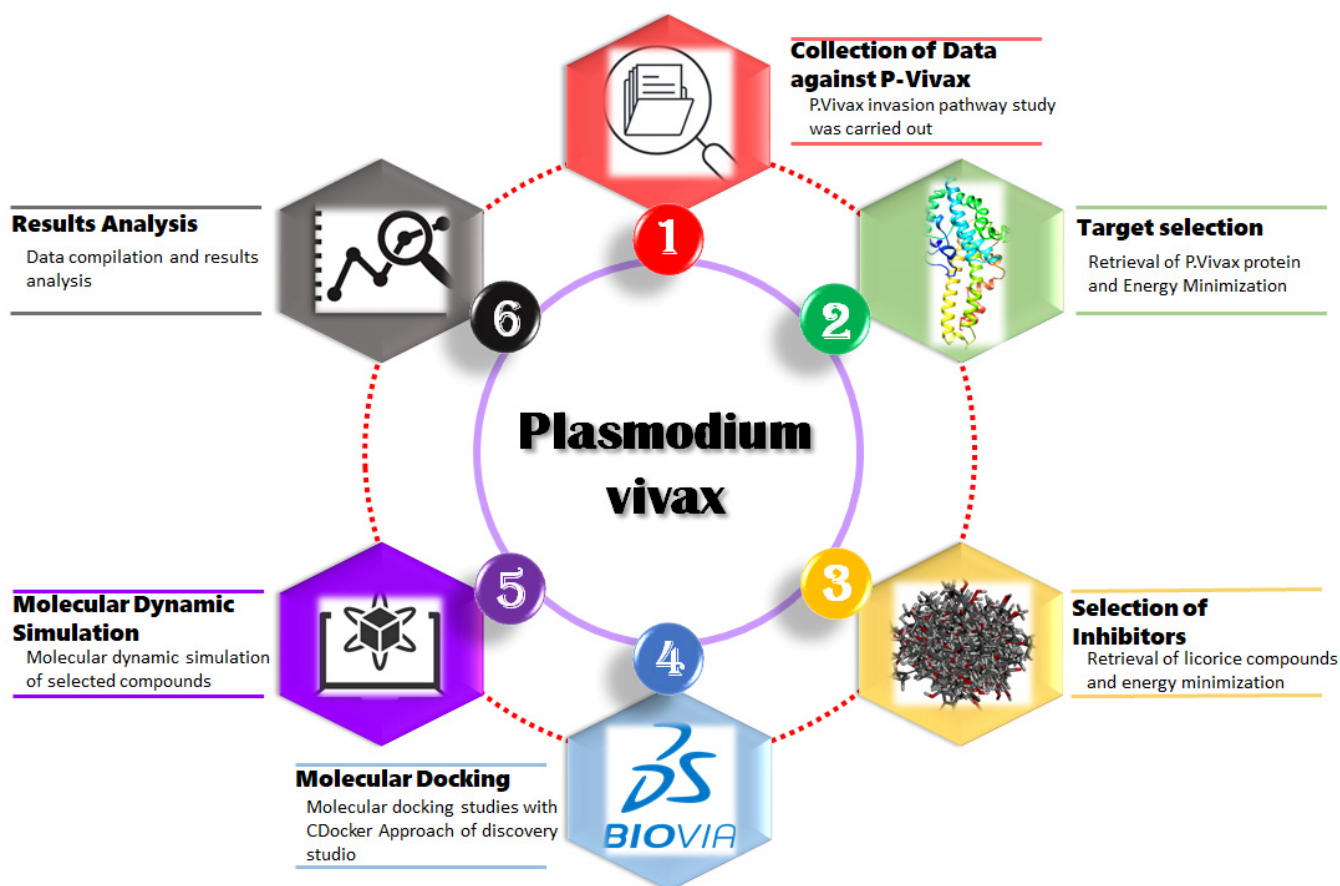 Collection of Data
against P-Vivax
P.Vivax invasion pathway study
was carried out
1
Target selection
Retrieval of P.Vivax protein
and Energy Minimization
2
Selection of
Inhibitors
Retrieval of licorice compounds
and energy minimization
3
Molecular Docking
Molecular docking studies with
CDocker Approach of discovery
studio
4
DS
BIOVIA
Molecular Dynamic
Simulation
Molecular dynamic simulation
of selected compounds
5
Results Analysis
Data compilation and results
analysis
6
Plasmodium
vivax